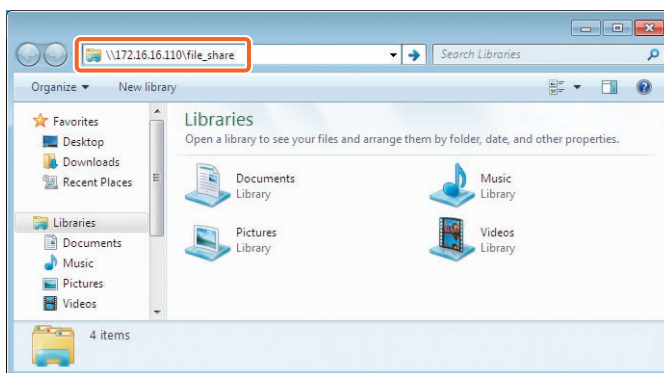 \\172.16.16.110\file_share
Search Libraries
Organize
New library
Favorites
Desktop
Downloads
Recent Places
Libraries
Documents
Music
Pictures
Videos
Libraries
Open a library to see your files and arrange them by folder, date, and other properties.
Documents
Library
Music
Library
Pictures
Library
Videos
Library
4 items